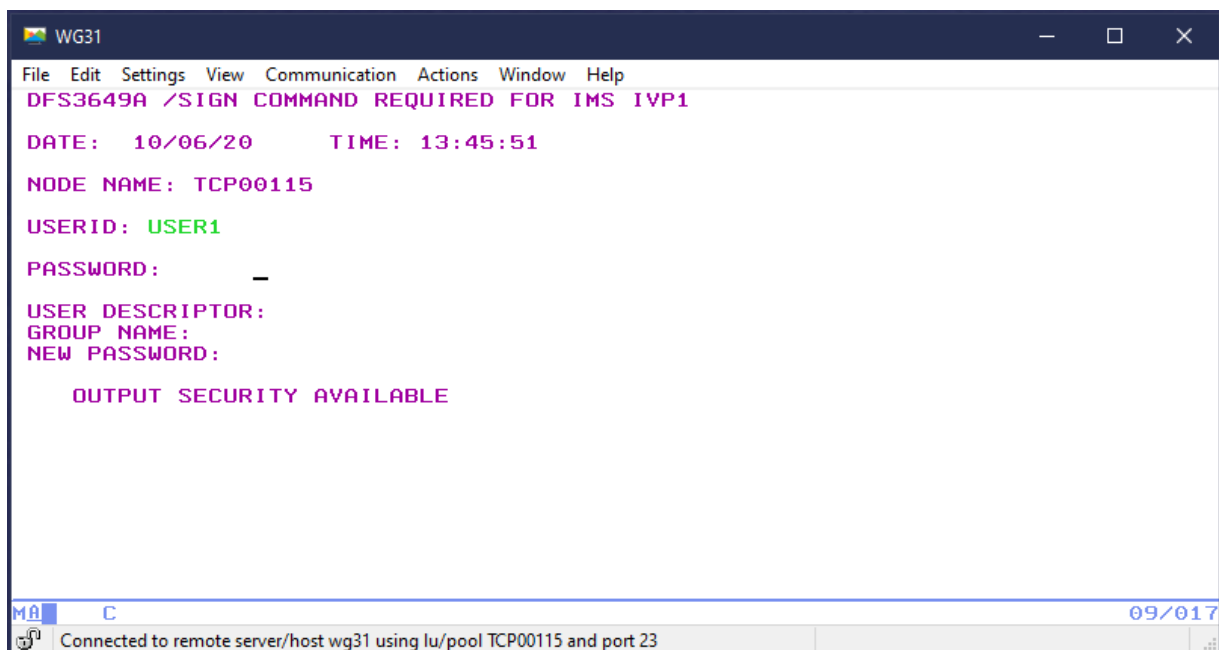 WG31
File Edit Settings View Communication Actions Window Help
DFS3649A /SIGN COMMAND REQUIRED FOR IMS IVP1
DATE: 10/06/20 TIME: 13:45:51
NODE NAME: TCP00115
USERID: USER1
PASSWORD: _
USER DESCRIPTOR:
GROUP NAME:
NEW PASSWORD:
OUTPUT SECURITY AVAILABLE
MA C 09/017
Connected to remote server/host wg31 using lu/pool TCP00115 and port 23